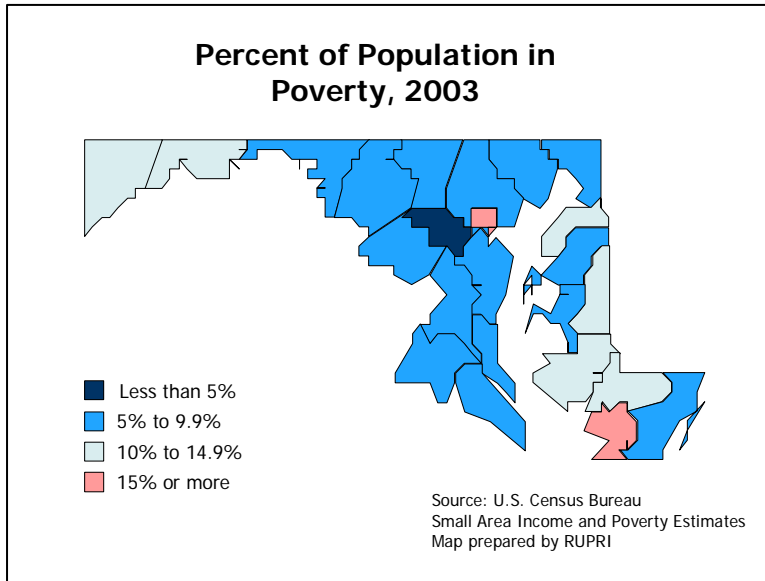 Percent of Population in
Poverty, 2003
Less than 5%
5% to 9.9%
10% to 14.9%
15% or more
Source: U.S. Census Bureau
Small Area Income and Poverty Estimates
Map prepared by RUPRI